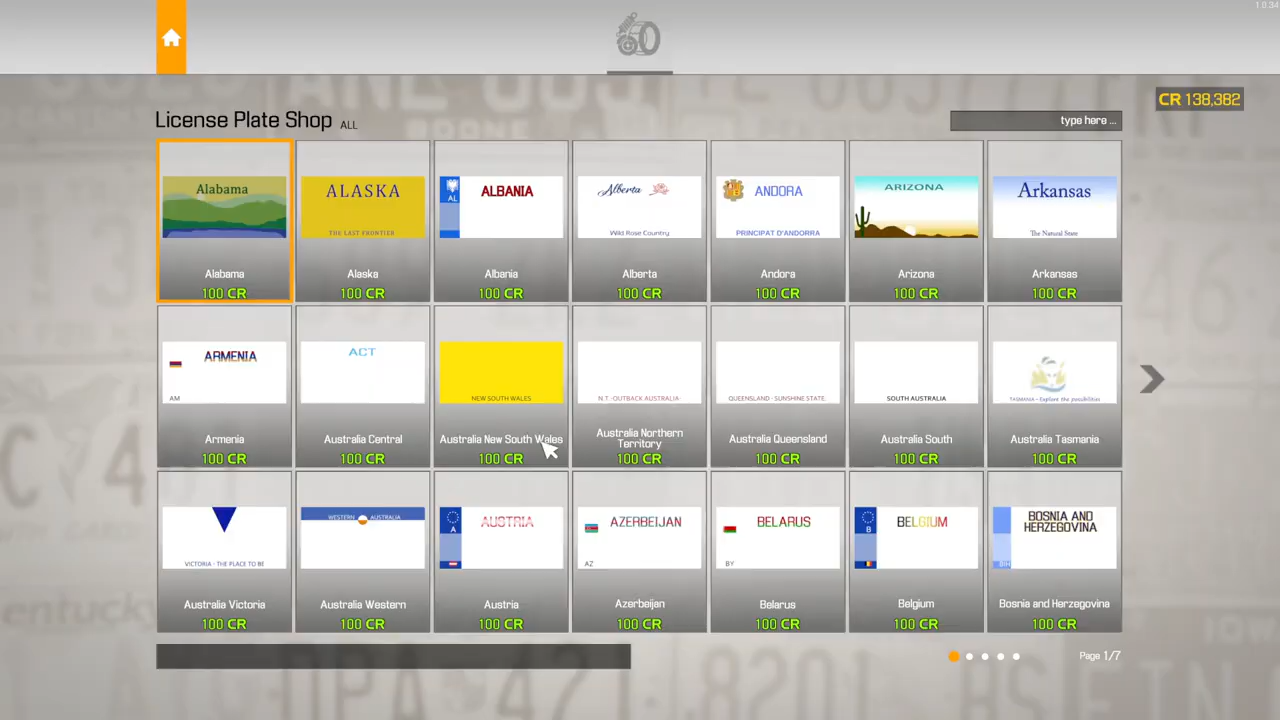 1.0.34
CR 138,382
License Plate Shop ALL
type here ...
Alabama
Alabama
100 CR
ALASKA
THE LAST FRONTIER
Alaska
100 CR
AL
ALBANIA
Albania
100 CR
Alberta
Wild Rose Country
Alberta
100 CR
ANDORA
PRINCIPAT D'ANDORRA
Andora
100 CR
ARIZONA
Arizona
100 CR
Arkansas
The Natural State
Arkansas
100 CR
ARMENIA
AM
Armenia
100 CR
ACT
Australia Central
100 CR
NEW SOUTH WALES
Australia New South Wales
100 CR
N.T. - OUTBACK AUSTRALIA
Australia Northern
Territory
100 CR
QUEENSLAND - SUNSHINE STATE.
Australia Queensland
100 CR
SOUTH AUSTRALIA
Australia South
100 CR
TASMANIA - Explore the possibilities
Australia Tasmania
100 CR
VICTORIA - THE PLACE TO BE
Australia Victoria
100 CR
WESTERN AUSTRALIA
Australia Western
100 CR
A
AUSTRIA
Austria
100 CR
AZERBEIJAN
AZ
Azerbeijan
100 CR
BELARUS
BY
Belarus
100 CR
B
BELGIUM
Belgium
100 CR
BOSNIA AND
HERZEGOVINA
BIH
Bosnia and Herzegovina
100 CR
Page 1/7